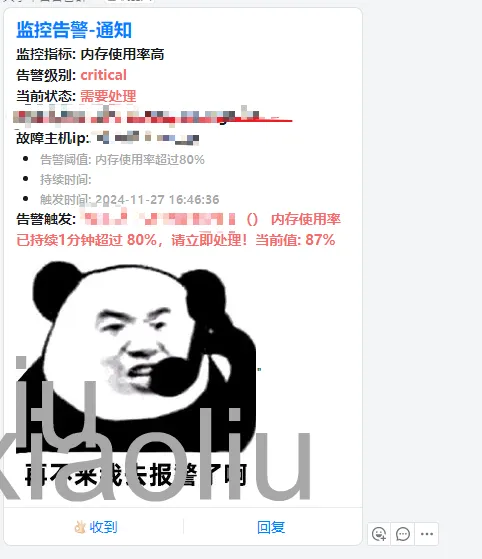 监控告警-通知
监控指标: 内存使用率高
告警级别: critical
当前状态: 需要处理
故障主机ip:
告警阈值: 内存使用率超过80%
持续时间:
触发时间: 2024-11-27 16:46:36
告警触发: () 内存使用率
已持续1分钟超过 80%，请立即处理! 当前值: 87%
iu
xiaoliu
再不来我去报警了啊
收到
回复